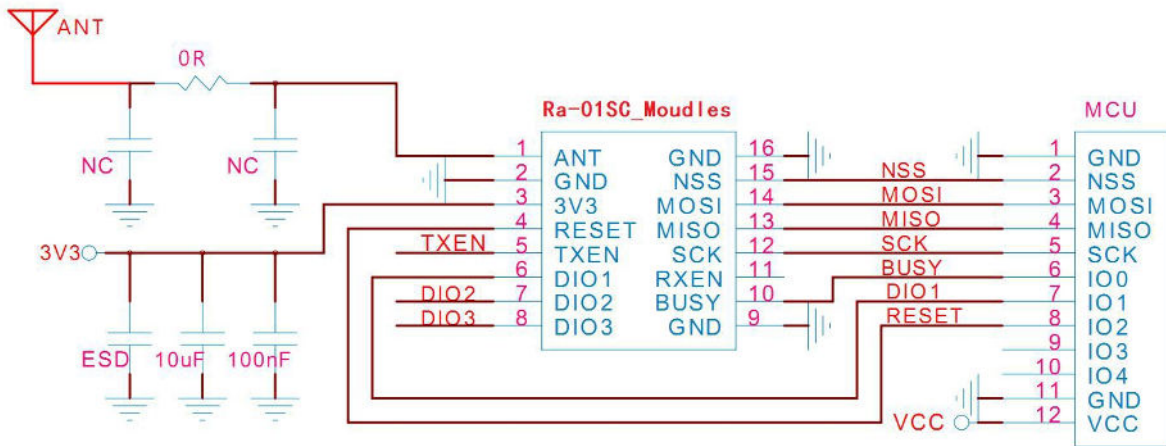 ANT
0R
NC
NC
3V3
ESD
10uF
100nF
Ra-01SC_Moudles
1 ANT GND 16
2 GND NSS 15
3 3V3 MOSI 14
4 RESET MISO 13
TXEN 5 TXEN SCK 12
6 DIO1 RXEN 11
DIO2 7 DIO2 BUSY 10
DIO3 8 DIO3 GND 9
MCU
1 GND
NSS 2 NSS
MOSI 3 MOSI
MISO 4 MISO
SCK 5 SCK
BUSY 6 IO0
DIO1 7 IO1
RESET 8 IO2
9 IO3
10 IO4
11 GND
VCC 12 VCC